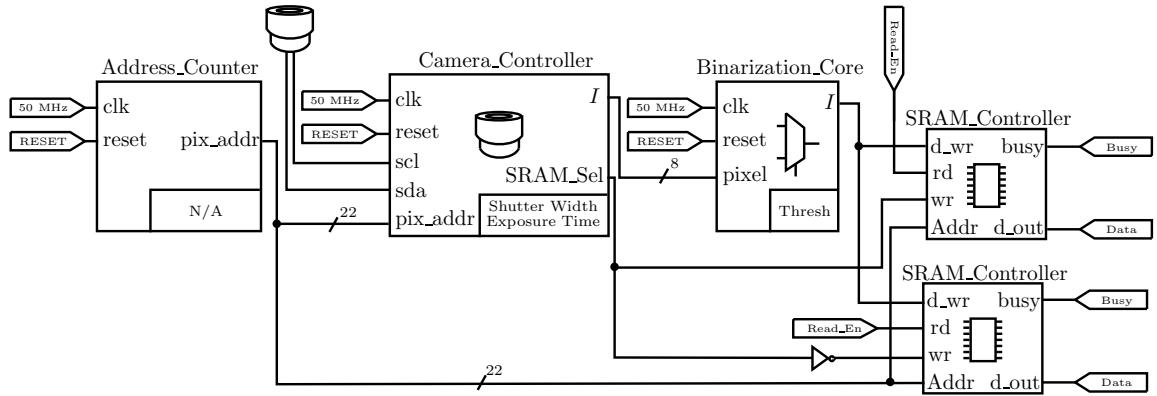 Address_Counter
50 MHz
clk
RESET
reset
pix_addr
N/A
22
Camera_Controller
50 MHz
clk
I
RESET
reset
scl
SRAM_Sel
sda
pix_addr
Shutter Width
Exposure Time
8
Binarization_Core
50 MHz
clk
I
RESET
reset
pixel
Thresh
Read_En
SRAM_Controller
d_wr
busy
Busy
rd
wr
Addr
d_out
Data
SRAM_Controller
d_wr
busy
Busy
Read_En
rd
wr
22
Addr
d_out
Data